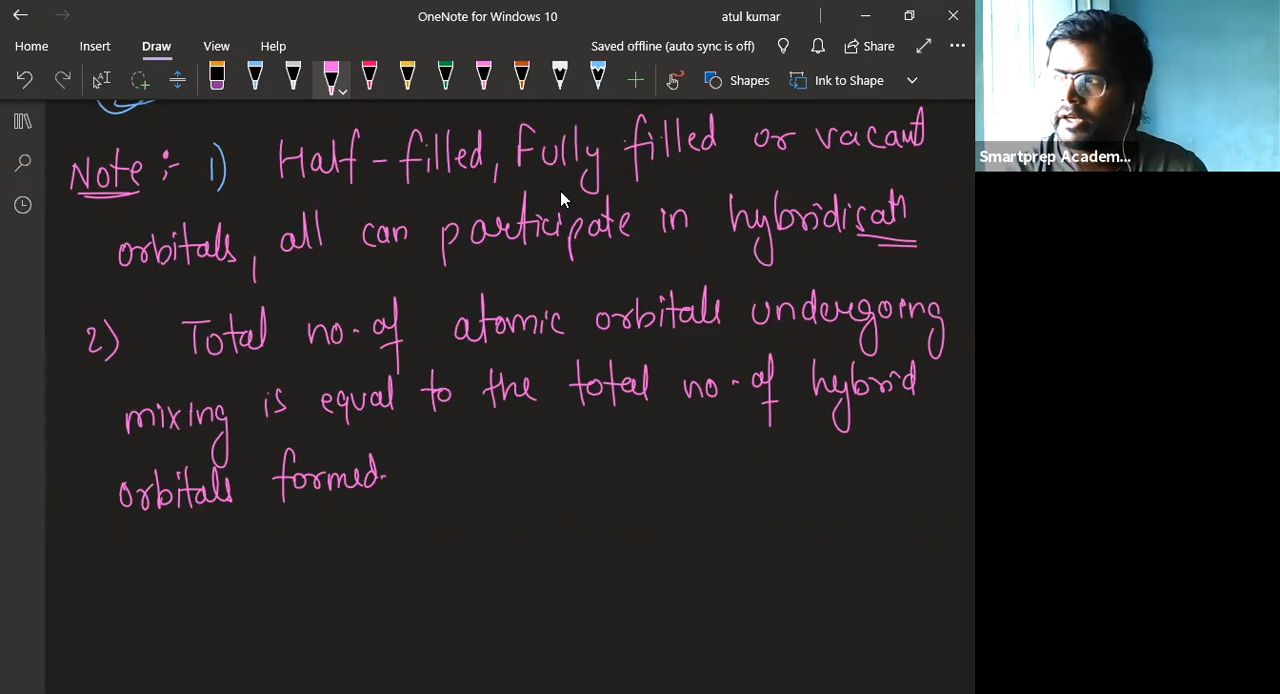 OneNote for Windows 10
atul kumar
Home Insert Draw View Help
Saved offline (auto sync is off)
Share
Shapes
Ink to Shape
Smartprep Academ...
Note :- 1) Half-filled, Fully filled or vacant
orbitals, all can participate in hybridisatn
2) Total no. of atomic orbitals undergoing
mixing is equal to the total no. of hybrid
orbitals formed.